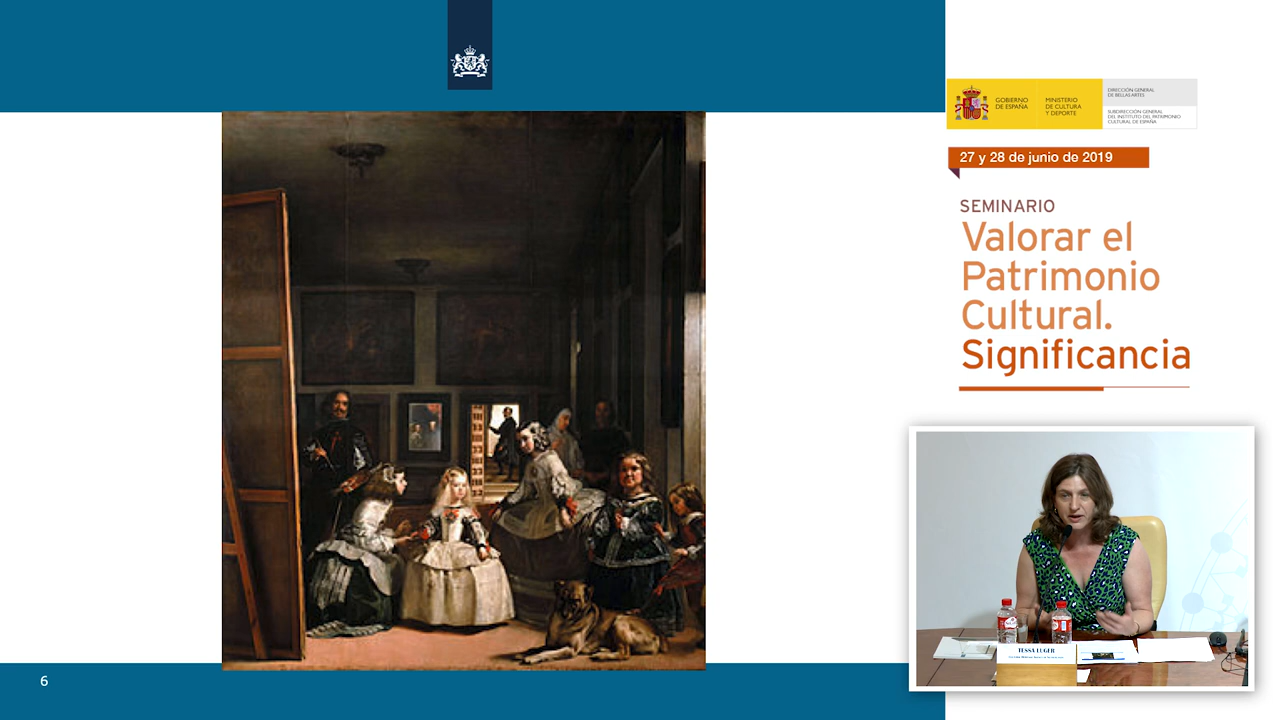 GOBIERNO
DE ESPAÑA
MINISTERIO
DE CULTURA
Y DEPORTE
DIRECCIÓN GENERAL
DE BELLAS ARTES
SUBDIRECCIÓN GENERAL
DEL INSTITUTO DEL PATRIMONIO
CULTURAL DE ESPAÑA
27 y 28 de junio de 2019
SEMINARIO
Valorar el
Patrimonio
Cultural.
Significancia
TESSA LUGER
6